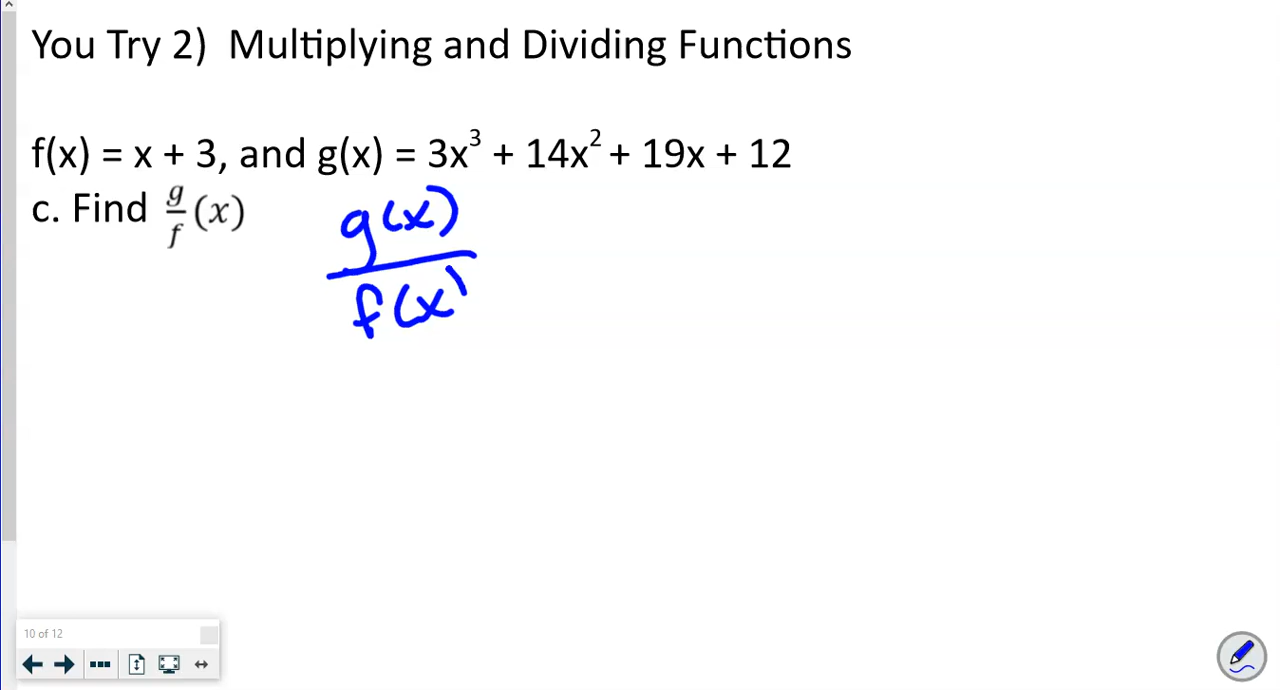 You Try 2)  Multiplying and Dividing Functions
f(x) = x + 3, and g(x) = 3x³ + 14x² + 19x + 12
c. Find g/f (x)
g(x)
f(x)
10 of 12